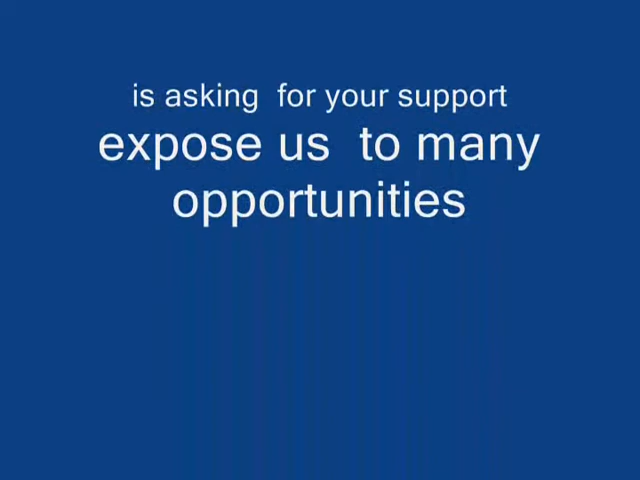 is asking  for your support
expose us  to many
opportunities